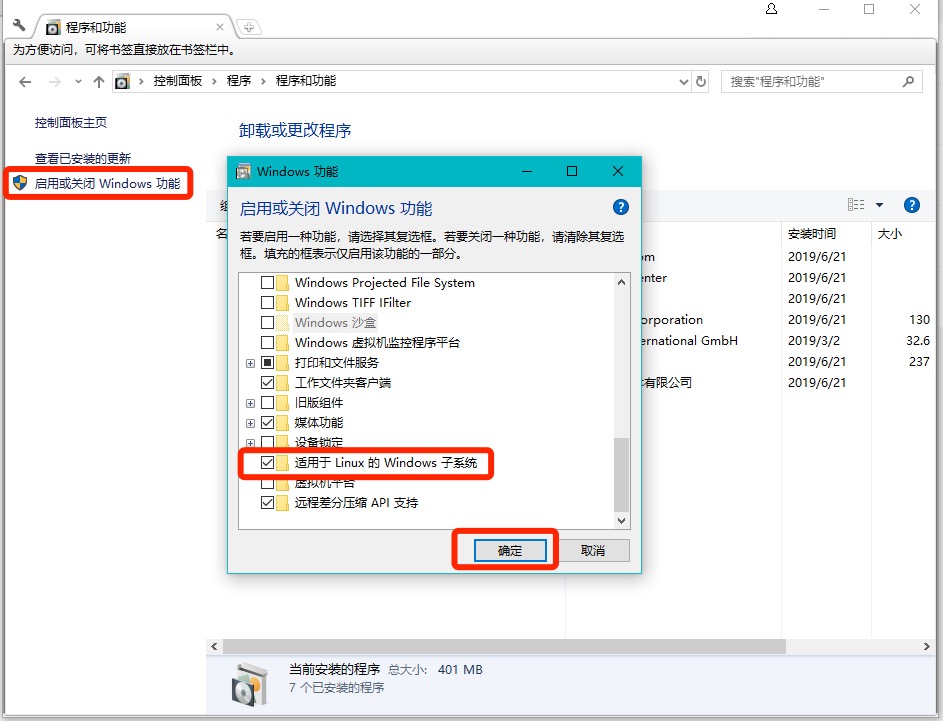 程序和功能
为方便访问，可将书签直接放在书签栏中。
控制面板 > 程序 > 程序和功能
搜索"程序和功能"
控制面板主页
卸载或更改程序
查看已安装的更新
启用或关闭 Windows 功能
Windows 功能
启用或关闭 Windows 功能
若要启用一种功能，请选择其复选框。若要关闭一种功能，请清除其复选
框。填充的框表示仅启用该功能的一部分。
Windows Projected File System
Windows TIFF IFilter
Windows 沙盒
Windows 虚拟机监控程序平台
打印和文件服务
工作文件夹客户端
旧版组件
媒体功能
设备锁定
适用于 Linux 的 Windows 子系统
虚拟机平台
远程差分压缩 API 支持
确定
取消
名
安装时间
大小
om
2019/6/21
enter
2019/6/21
2019/6/21
orporation
2019/6/21
130
ernational GmbH
2019/3/2
32.6
2019/6/21
237
有限公司
2019/6/21
当前安装的程序 总大小: 401 MB
7 个已安装的程序